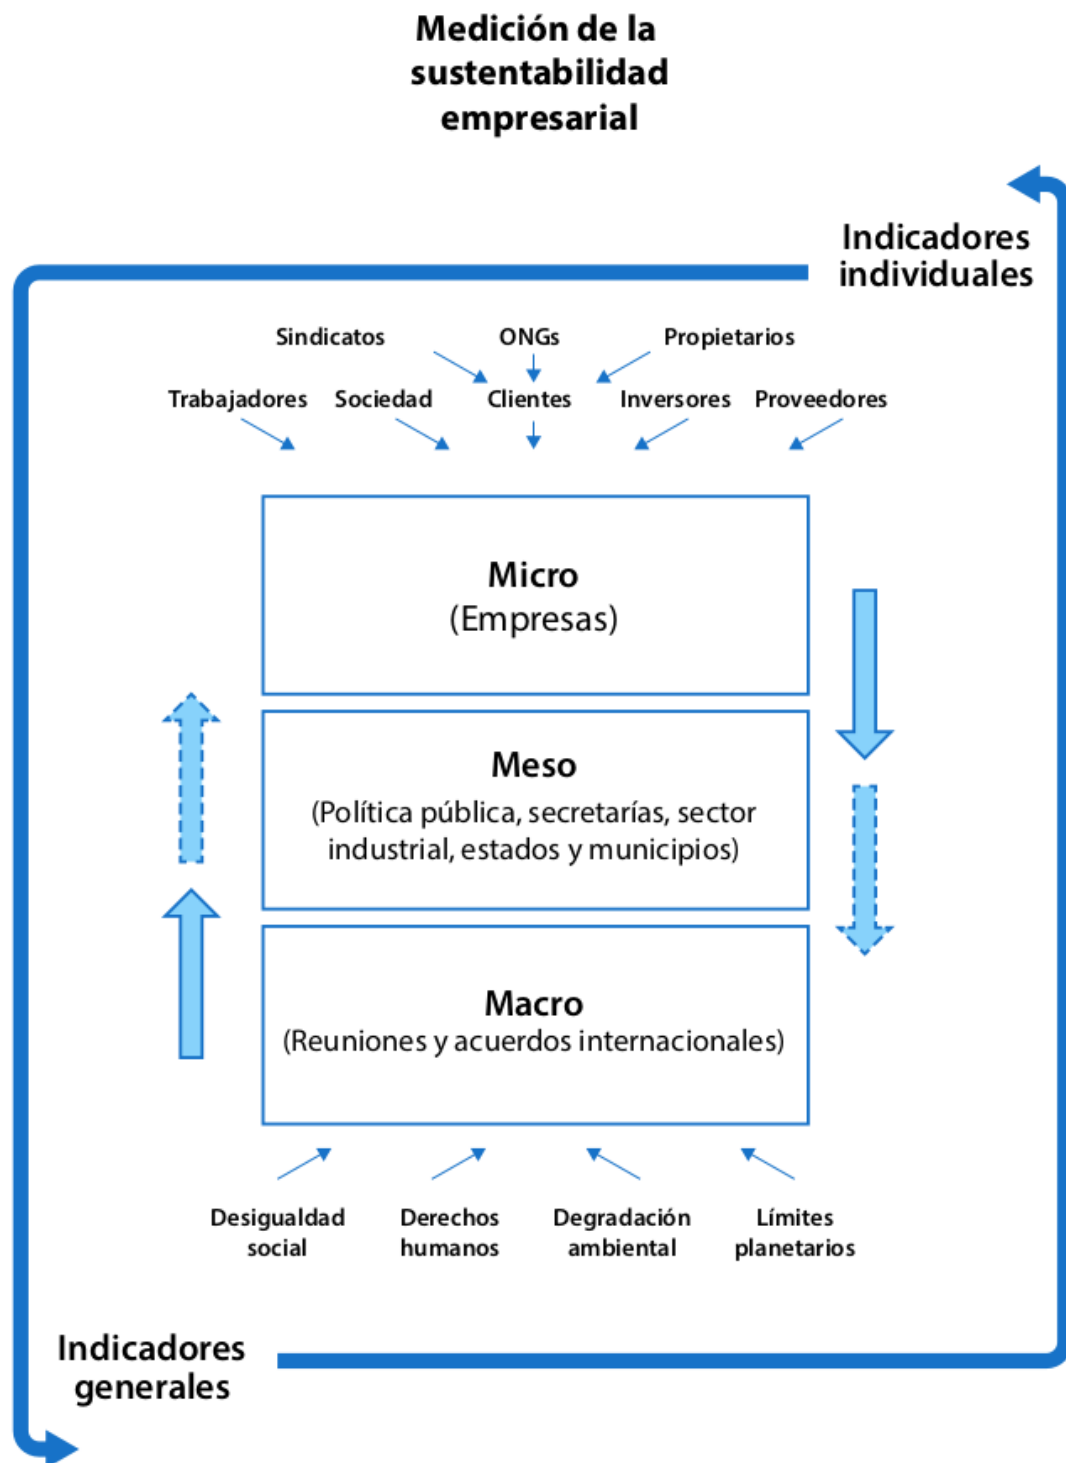 Medición de la
sustentabilidad
empresarial
Indicadores
individuales
Sindicatos ONGs Propietarios
Trabajadores Sociedad Clientes Inversores Proveedores
Micro
(Empresas)
Meso
(Política pública, secretarías, sector
industrial, estados y municipios)
Macro
(Reuniones y acuerdos internacionales)
Desigualdad
social
Derechos
humanos
Degradación
ambiental
Límites
planetarios
Indicadores
generales